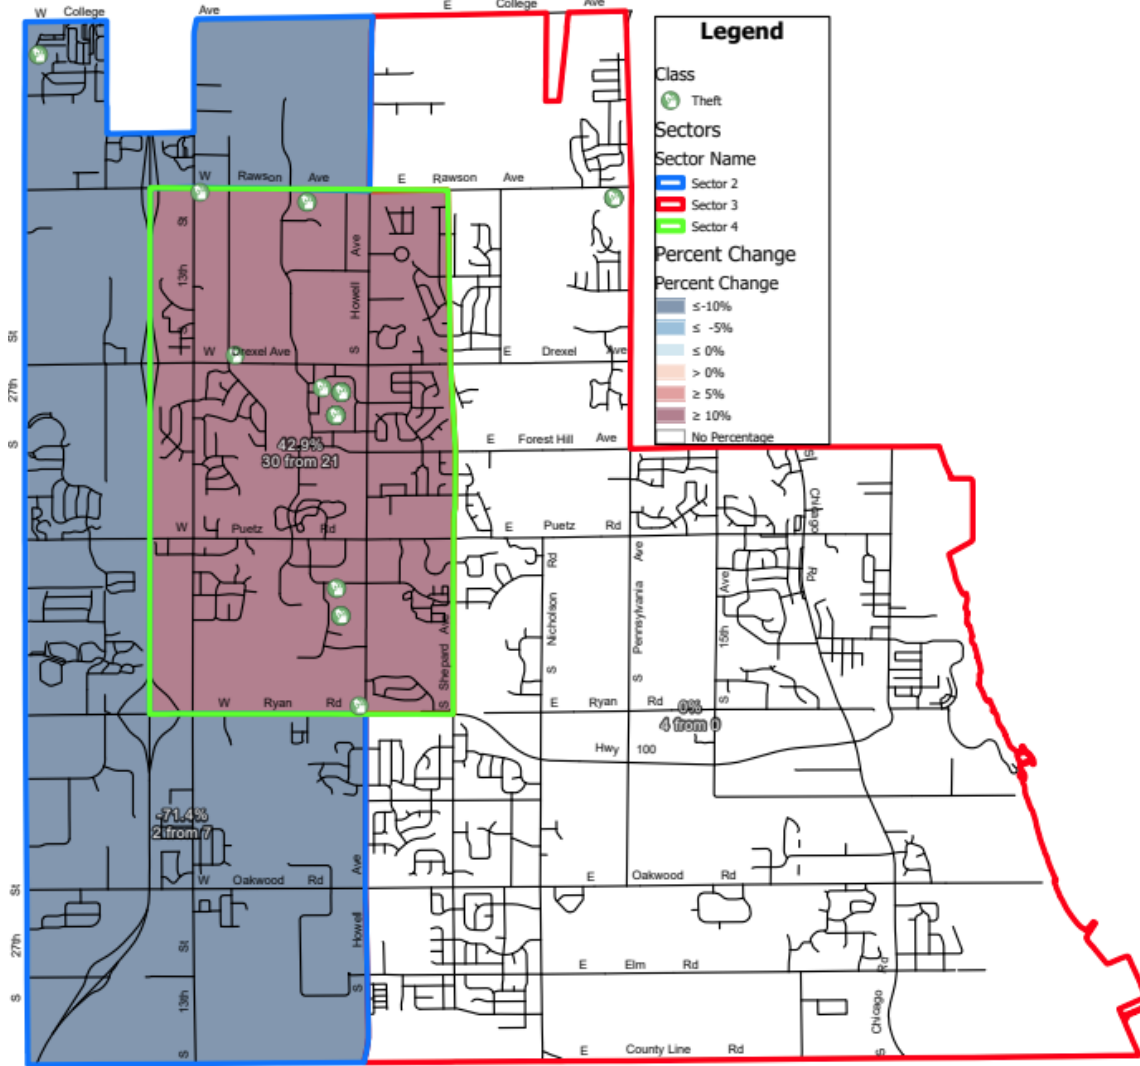 W College Ave E College Ave
Legend
Class
Theft
Sectors
Sector Name
Sector 2
Sector 3
Sector 4
Percent Change
Percent Change
≤-10%
≤ -5%
≤ 0%
> 0%
≥ 5%
≥ 10%
No Percentage
W Rawson Ave E Rawson Ave
S 13th St
S Howell Ave
S 27th St
W Drexel Ave E Drexel Ave
E Forest Hill Ave
42.9%
30 from 21
W Puetz Rd E Puetz Rd
S Chicago Rd
S Nicholson Rd
S Pennsylvania Ave
S 15th Ave
S Shepard Ave
W Ryan Rd E Ryan Rd
0%
4 from 0
Hwy 100
-71.4%
2 from 7
W Oakwood Rd E Oakwood Rd
S 27th St
S 13th St
S Howell Ave
E Elm Rd
S Chicago Rd
E County Line Rd